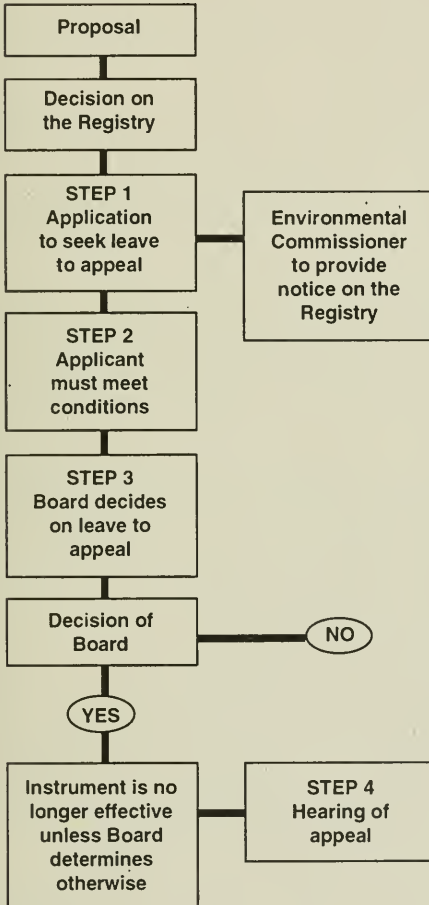 Proposal
Decision on
the Registry
STEP 1
Application
to seek leave
to appeal
Environmental
Commissioner
to provide
notice on the
Registry
STEP 2
Applicant
must meet
conditions
STEP 3
Board decides
on leave to
appeal
Decision of
Board
NO
YES
Instrument is no
longer effective
unless Board
determines
otherwise
STEP 4
Hearing of
appeal